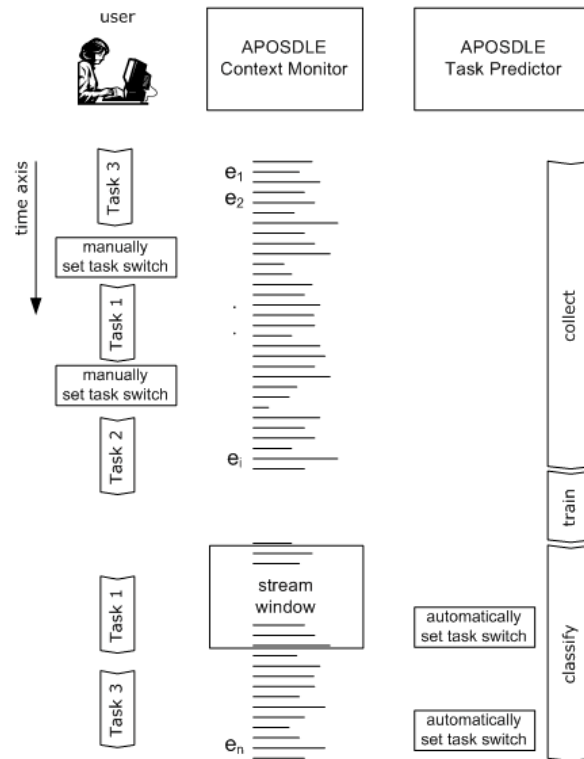 user
APOSDLE
Context Monitor
APOSDLE
Task Predictor
time axis
Task 3
e1
e2
manually
set task switch
Task 1
.
.
collect
manually
set task switch
Task 2
ei
train
stream
window
Task 1
automatically
set task switch
classify
Task 3
automatically
set task switch
en